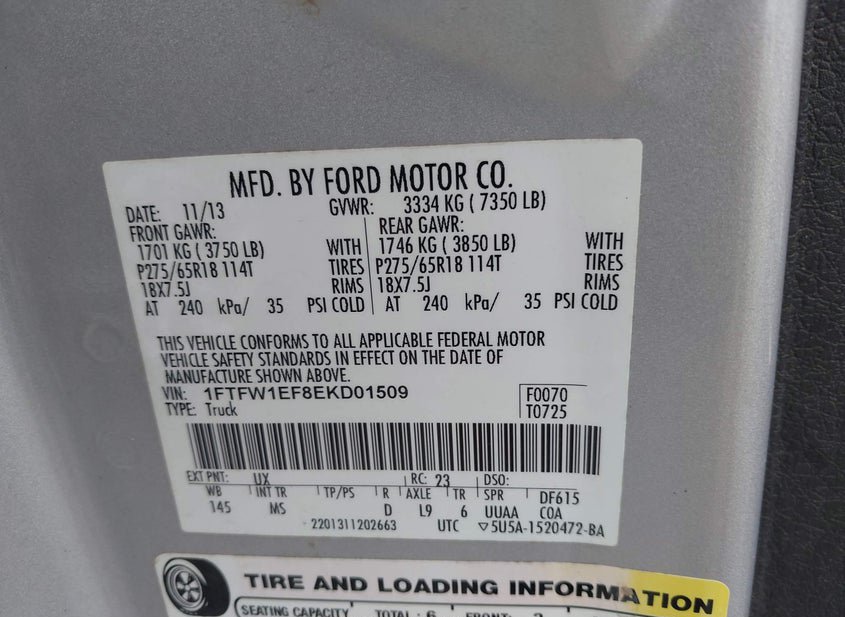 MFD. BY FORD MOTOR CO.
DATE: 11/13 GVWR: 3334 KG ( 7350 LB)
FRONT GAWR: REAR GAWR:
1701 KG ( 3750 LB) WITH 1746 KG ( 3850 LB) WITH
P275/65R18 114T TIRES P275/65R18 114T TIRES
18X7.5J RIMS 18X7.5J RIMS
AT 240 kPa/ 35 PSI COLD AT 240 kPa/ 35 PSI COLD
THIS VEHICLE CONFORMS TO ALL APPLICABLE FEDERAL MOTOR
VEHICLE SAFETY STANDARDS IN EFFECT ON THE DATE OF
MANUFACTURE SHOWN ABOVE.
VIN: 1FTFW1EF8EKD01509 F0070
TYPE: Truck T0725
EXT PNT: UX RC: 23 DSO:
WB INT TR TP/PS R AXLE TR SPR DF615
145 MS D L9 6 UUAA COA
2201311202663 UTC ▽5U5A-1520472-BA
TIRE AND LOADING INFORMATION
SEATING CAPACITY TOTAL : 6 FRONT: